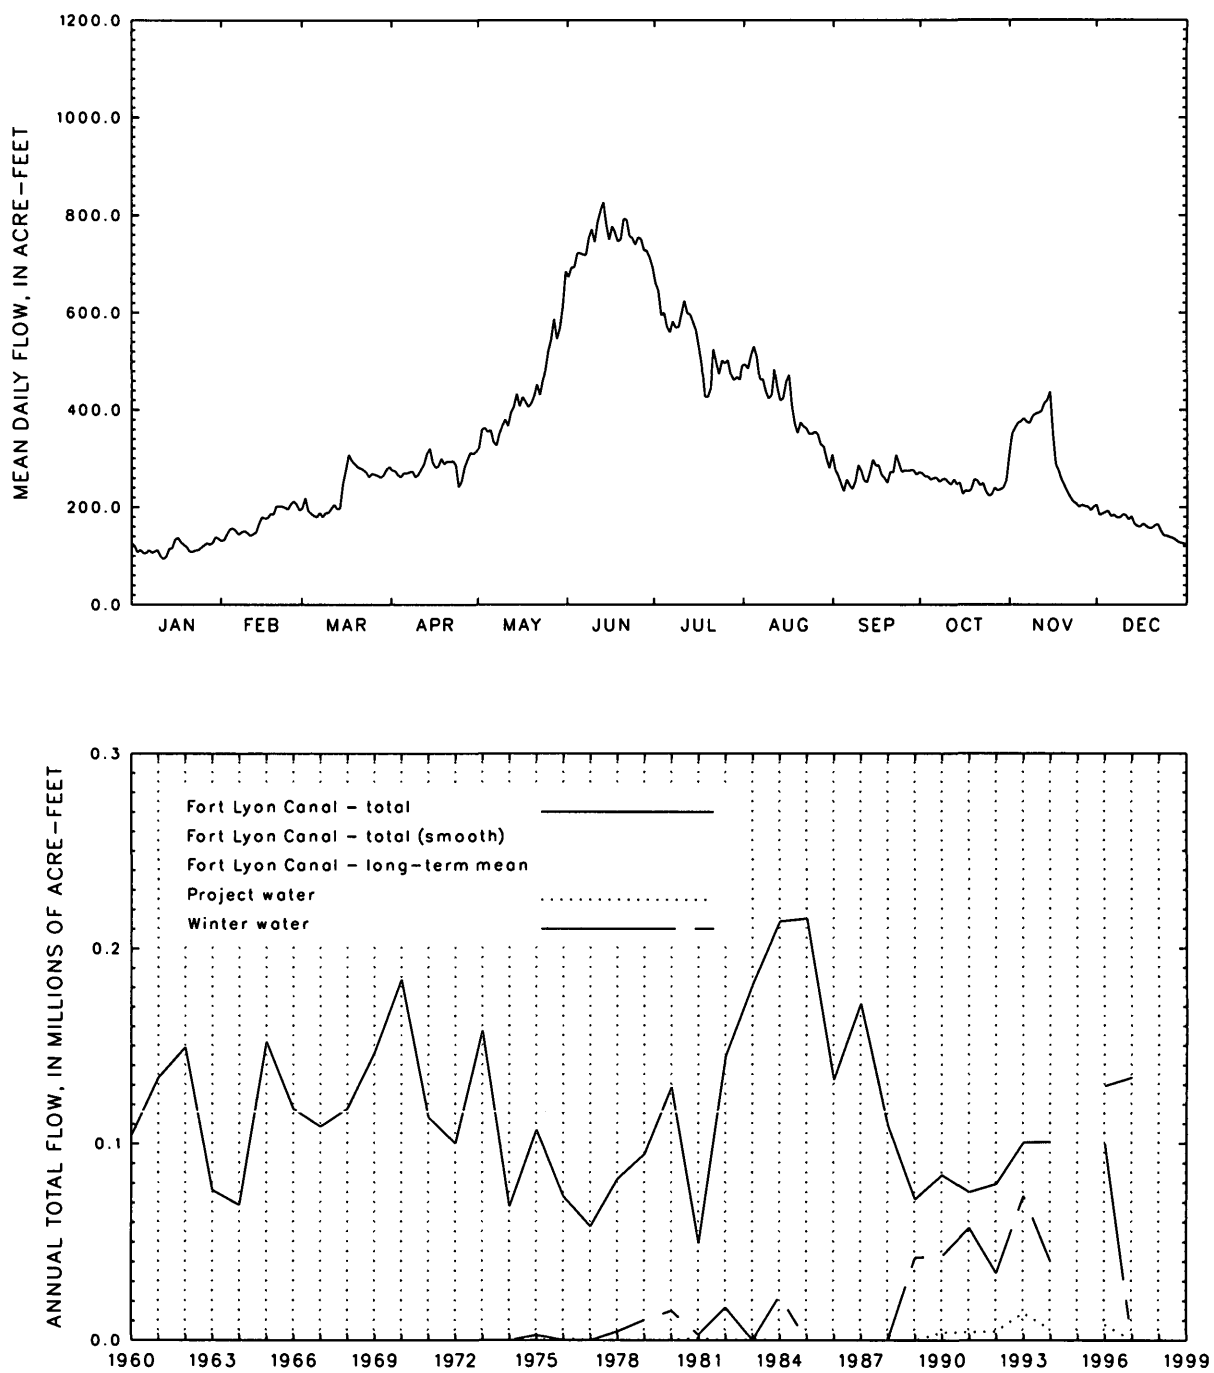 MEAN DAILY FLOW, IN ACRE-FEET
1200.0
1000.0
800.0
600.0
400.0
200.0
0.0
JAN FEB MAR APR MAY JUN JUL AUG SEP OCT NOV DEC
ANNUAL TOTAL FLOW, IN MILLIONS OF ACRE-FEET
0.3
0.2
0.1
0.0
Fort Lyon Canal - total
Fort Lyon Canal - total (smooth)
Fort Lyon Canal - long-term mean
Project water
Winter water
1960 1963 1966 1969 1972 1975 1978 1981 1984 1987 1990 1993 1996 1999